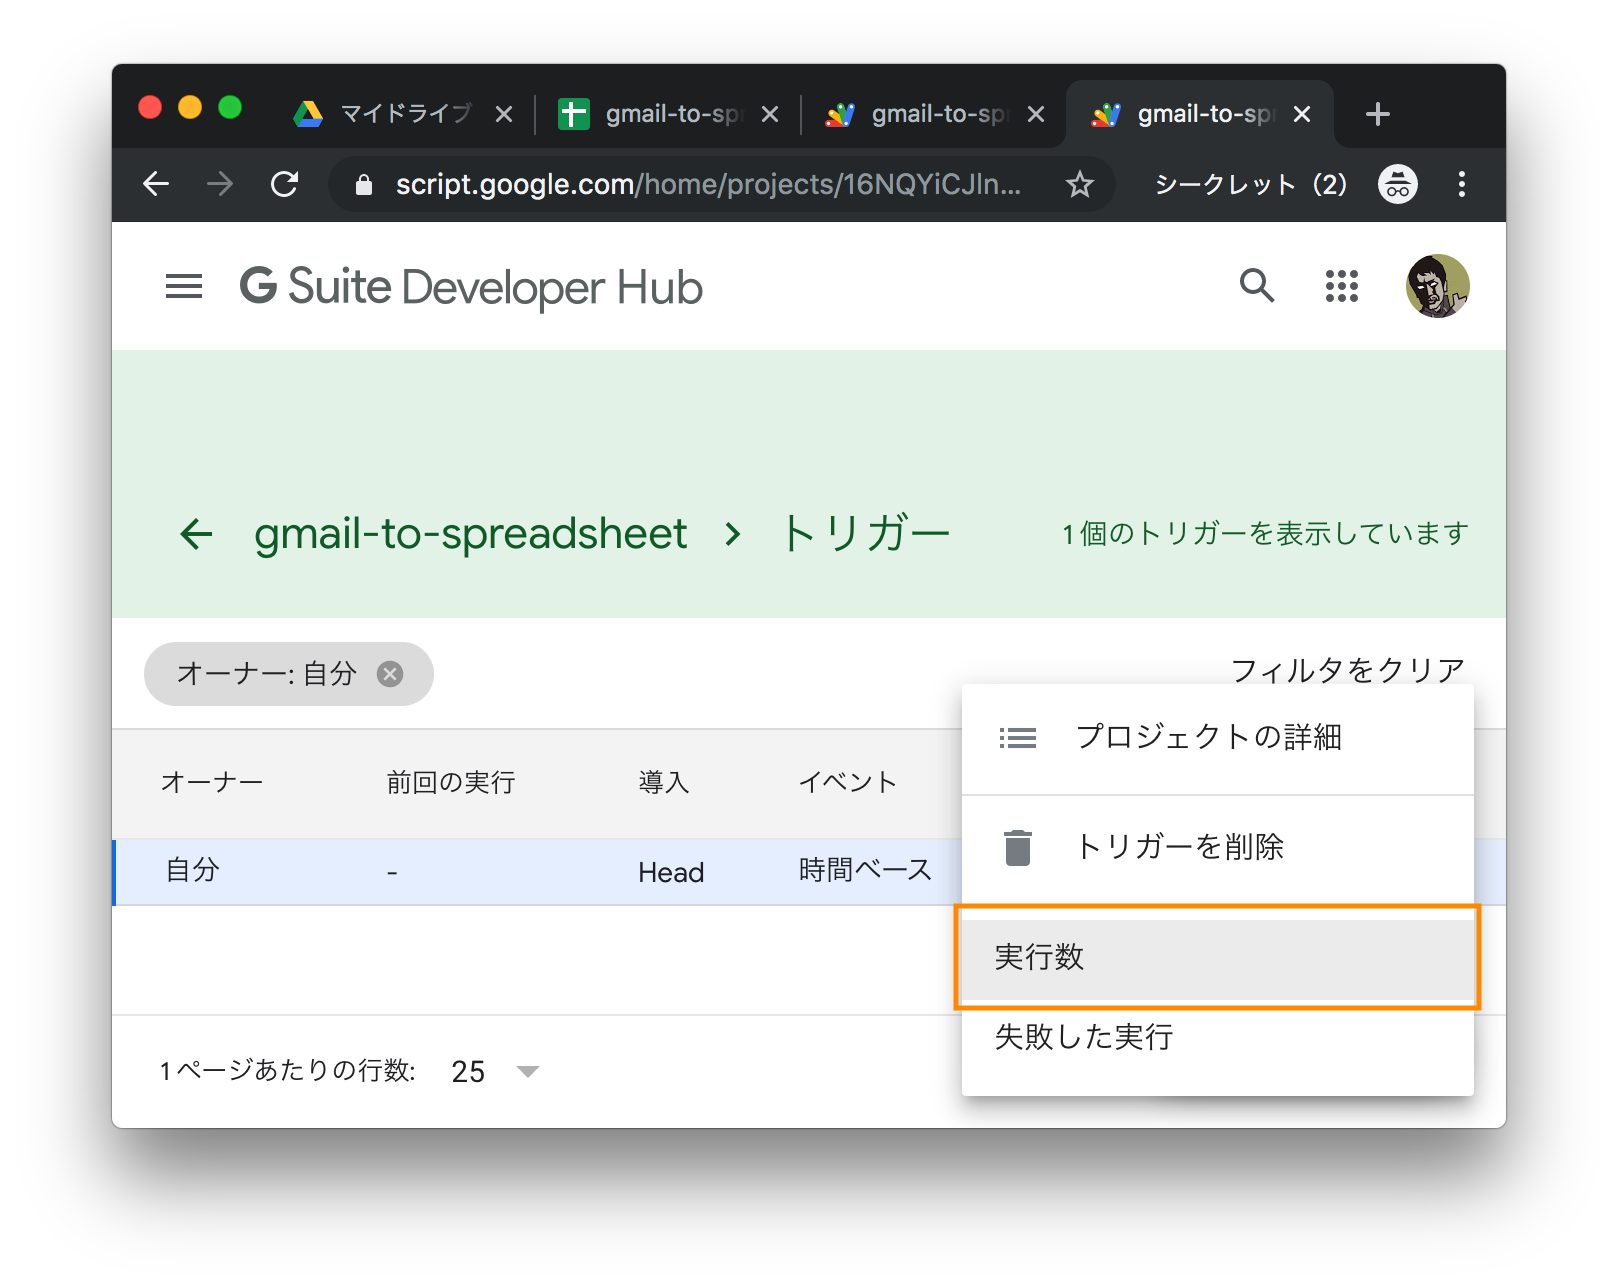 マイドライブ
gmail-to-sp
gmail-to-sp
gmail-to-sp
script.google.com/home/projects/16NQYiCJln...
シークレット（2）
G Suite Developer Hub
gmail-to-spreadsheet > トリガー
1 個のトリガーを表示しています
オーナー: 自分
フィルタをクリア
オーナー 前回の実行 導入 イベント
自分 - Head 時間ベース
プロジェクトの詳細
トリガーを削除
実行数
失敗した実行
1 ページあたりの行数: 25